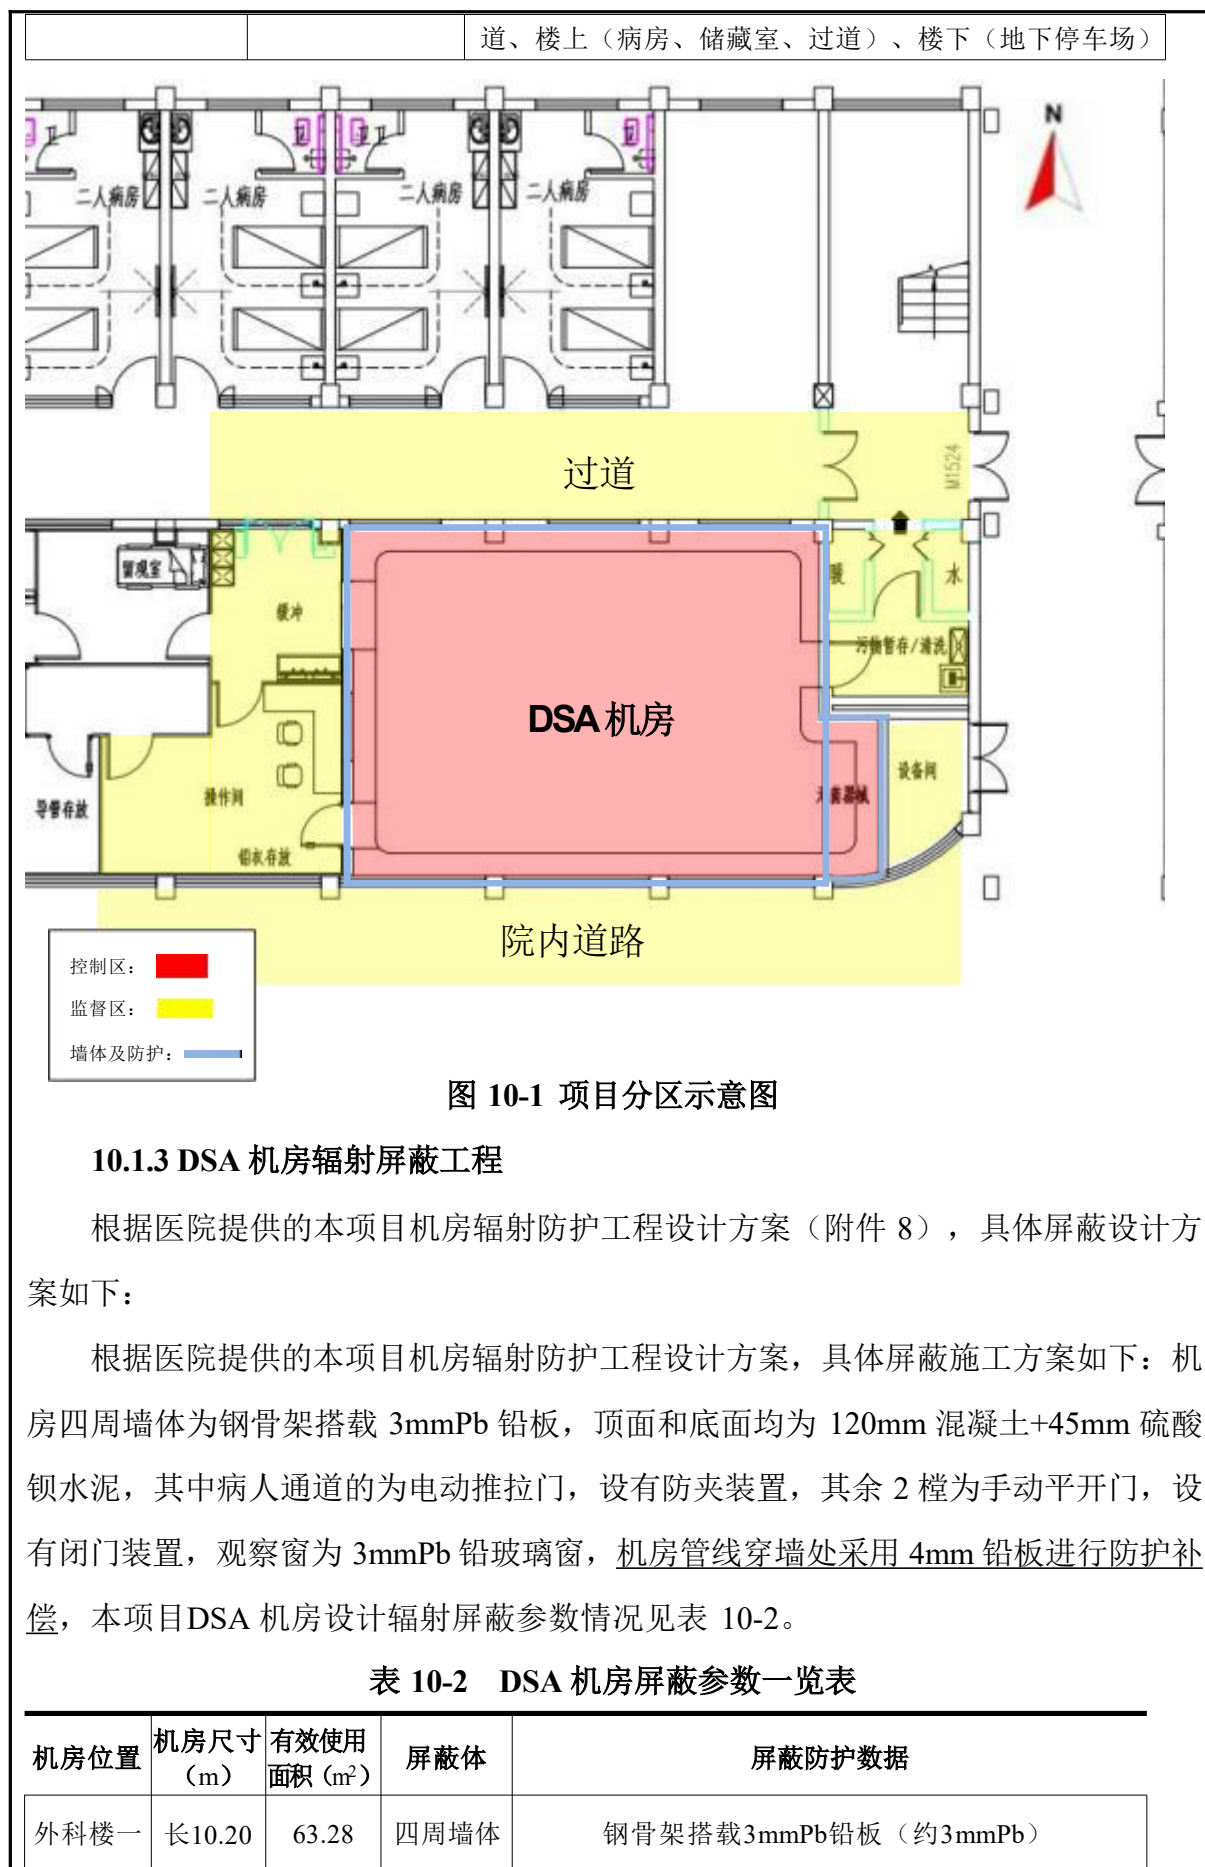 道、楼上（病房、储藏室、过道）、楼下（地下停车场）
N
卫
卫
卫
卫
二人病房
二人病房
二人病房
二人病房
过道
M1524
留观室
缓冲
暖
水
污物暂存/清洗
DSA机房
设备间
导管存放
操作间
无菌器械
铅衣存放
院内道路
控制区：
监督区：
墙体及防护：
图 10-1 项目分区示意图
10.1.3 DSA 机房辐射屏蔽工程
根据医院提供的本项目机房辐射防护工程设计方案（附件 8），具体屏蔽设计方
案如下：
根据医院提供的本项目机房辐射防护工程设计方案，具体屏蔽施工方案如下：机
房四周墙体为钢骨架搭载 3mmPb 铅板，顶面和底面均为 120mm 混凝土+45mm 硫酸
钡水泥，其中病人通道的为电动推拉门，设有防夹装置，其余 2 樘为手动平开门，设
有闭门装置，观察窗为 3mmPb 铅玻璃窗，机房管线穿墙处采用 4mm 铅板进行防护补
偿，本项目DSA 机房设计辐射屏蔽参数情况见表 10-2。
表 10-2 DSA 机房屏蔽参数一览表
机房位置 机房尺寸（m） 有效使用面积（m²） 屏蔽体 屏蔽防护数据
外科楼一 长10.20 63.28 四周墙体 钢骨架搭载3mmPb铅板（约3mmPb）